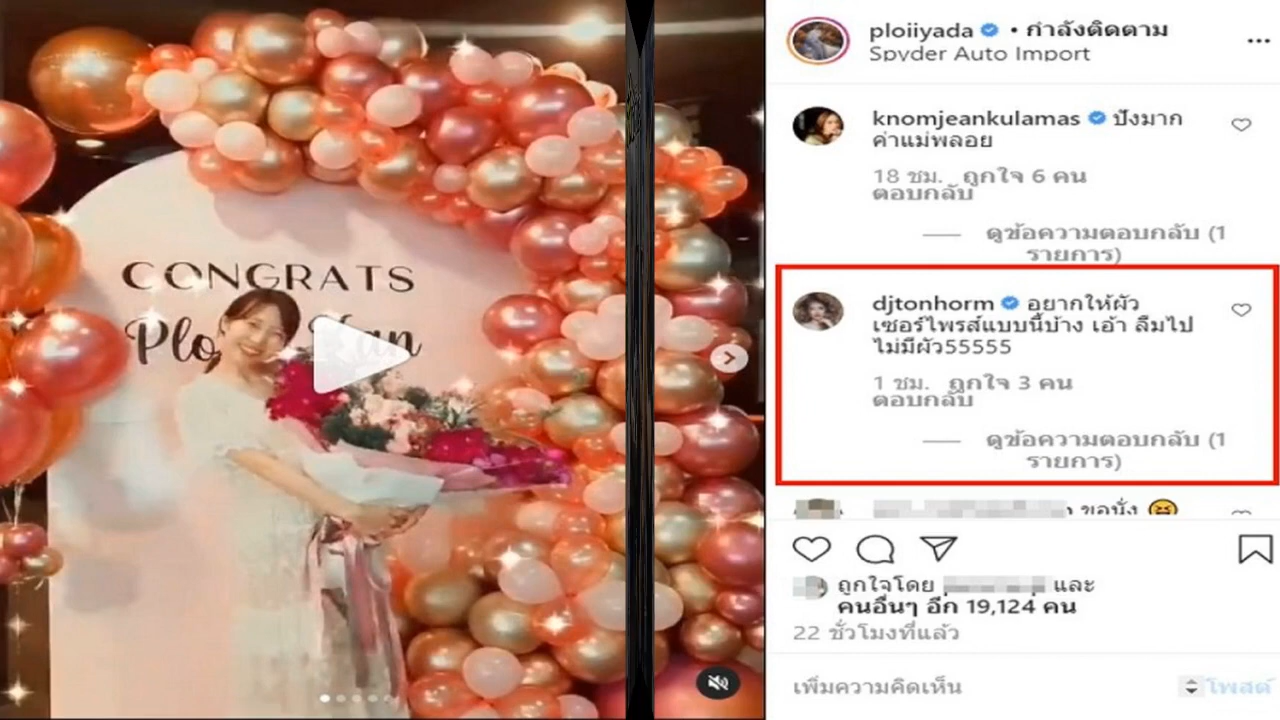 CONGRATS
Plo
an
ploiiyada • กำลังติดตาม
Spyder Auto Import
knomjeankulamas ปังมาก
ค่าแม่พลอย
18 ชม. ถูกใจ 6 คน
ตอบกลับ
ดูข้อความตอบกลับ (1
รายการ)
djtonhorm อยากให้ผัว
เซอร์ไพรส์แบบนี้บ้าง เอ้า ลืมไป
ไม่มีผัว55555
1 ชม. ถูกใจ 3 คน
ตอบกลับ
ดูข้อความตอบกลับ (1
รายการ)
ขอนั่ง
ถูกใจโดย และ
คนอื่นๆ อีก 19,124 คน
22 ชั่วโมงที่แล้ว
เพิ่มความคิดเห็น
โพสต์